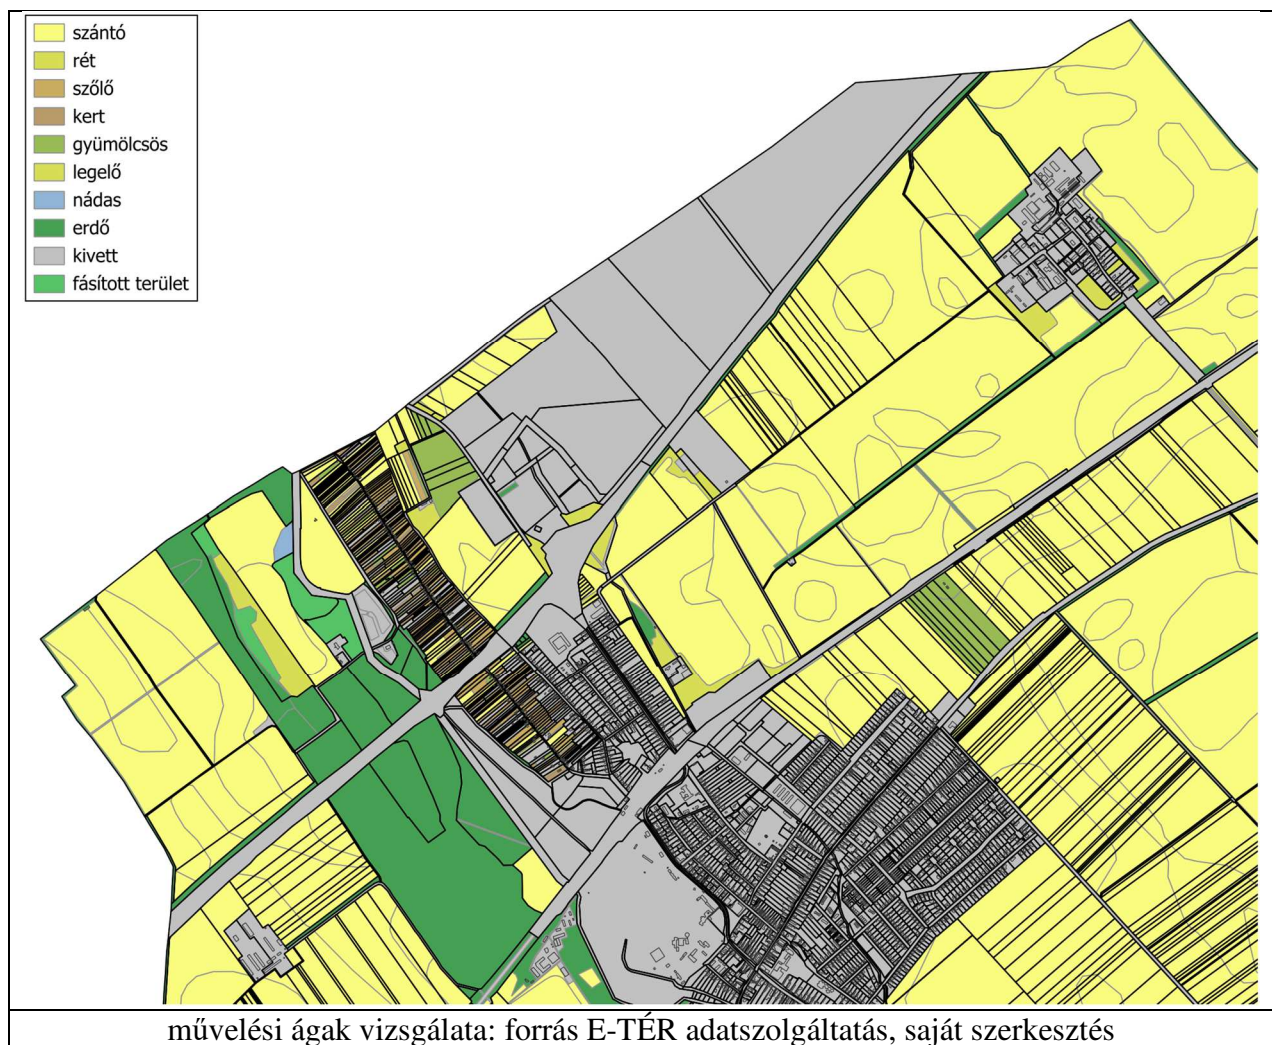 szántó
rét
szőlő
kert
gyümölcsös
legelő
nádas
erdő
kivett
fásított terület
művelési ágak vizsgálata: forrás E-TÉR adatszolgáltatás, saját szerkesztés